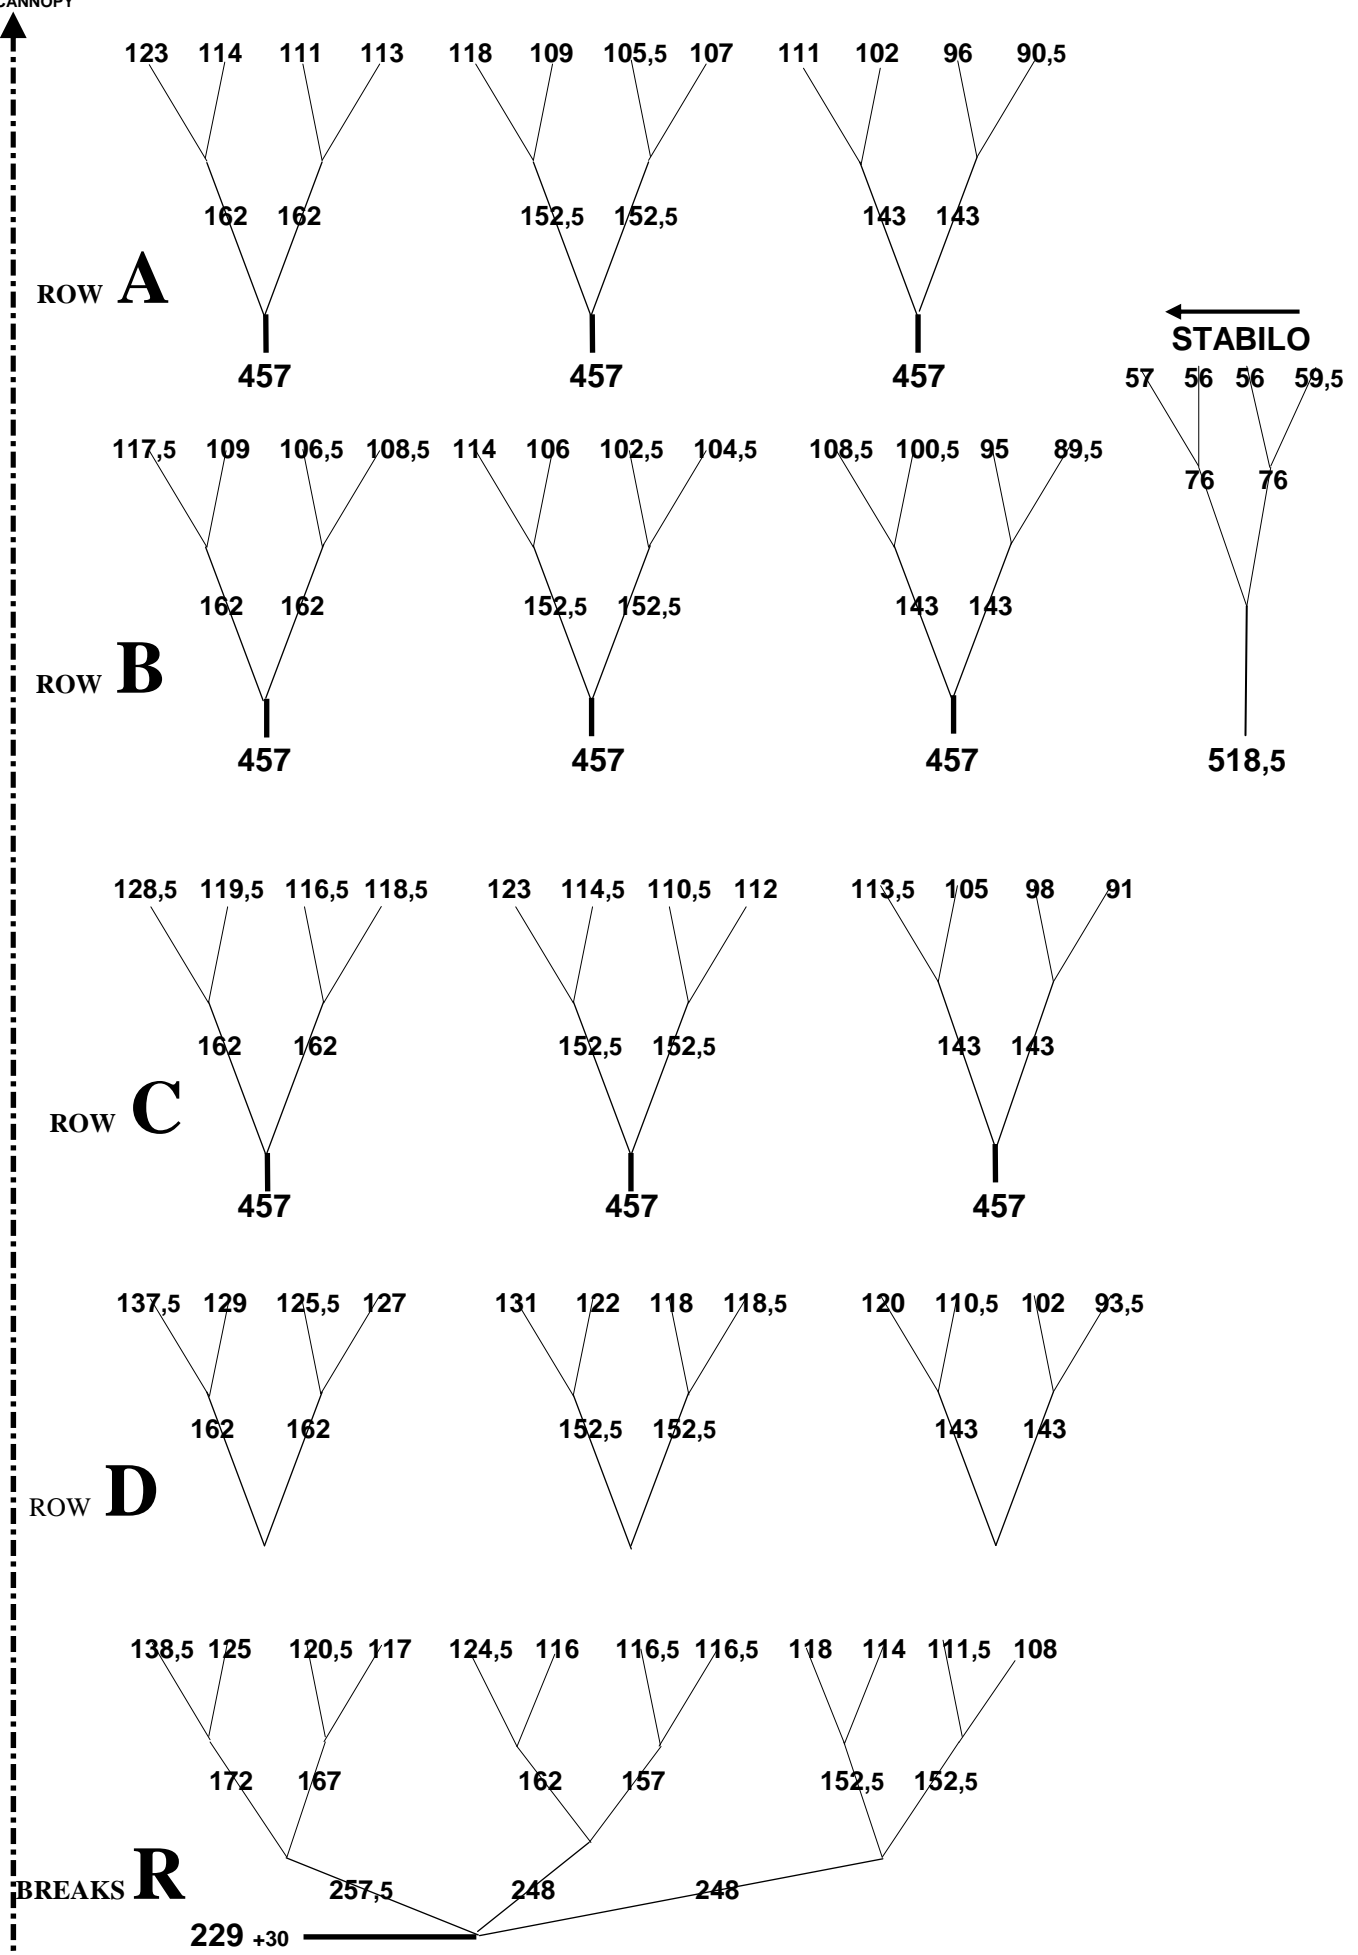 CANNOPY
123 114 111 113 118 109 105,5 107 111 102 96 90,5
162 162 152,5 152,5 143 143
ROW A
457 457 457
STABILO
57 56 56 59,5
76 76
518,5
117,5 109 106,5 108,5 114 106 102,5 104,5 108,5 100,5 95 89,5
162 162 152,5 152,5 143 143
ROW B
457 457 457
128,5 119,5 116,5 118,5 123 114,5 110,5 112 113,5 105 98 91
162 162 152,5 152,5 143 143
ROW C
457 457 457
137,5 129 125,5 127 131 122 118 118,5 120 110,5 102 93,5
162 162 152,5 152,5 143 143
ROW D
138,5 125 120,5 117 124,5 116 116,5 116,5 118 114 111,5 108
172 167 162 157 152,5 152,5
BREAKS R
257,5 248 248
229 +30